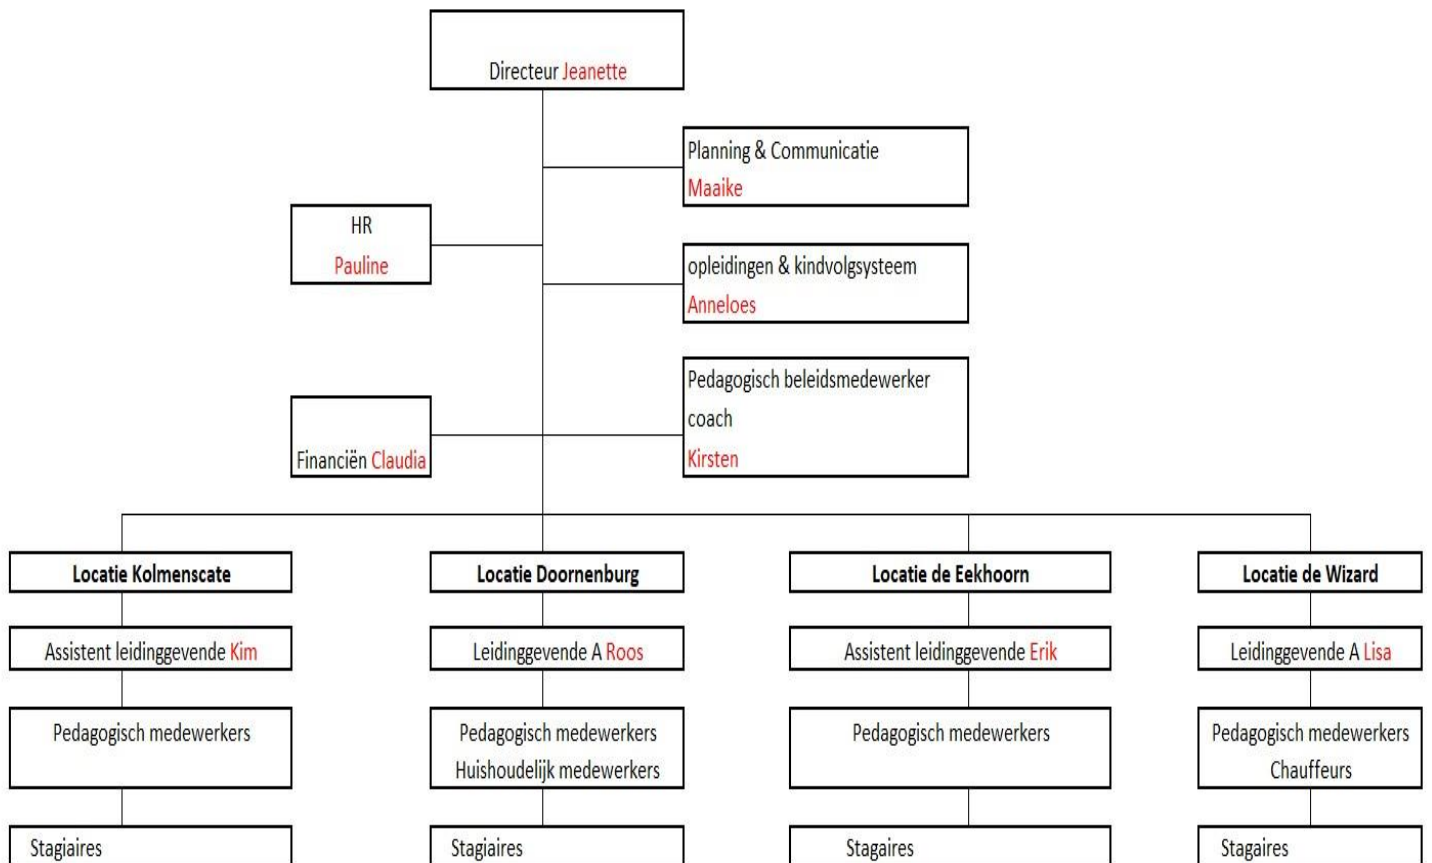 Directeur Jeanette
Planning & Communicatie
Maaike
HR
Pauline
opleidingen & kindvolgsysteem
Anneloes
Pedagogisch beleidsmedewerker
coach
Kirsten
Financiën Claudia
Locatie Kolmenscate
Locatie Doornenburg
Locatie de Eekhoorn
Locatie de Wizard
Assistent leidinggevende Kim
Leidinggevende A Roos
Assistent leidinggevende Erik
Leidinggevende A Lisa
Pedagogisch medewerkers
Pedagogisch medewerkers
Huishoudelijk medewerkers
Pedagogisch medewerkers
Pedagogisch medewerkers
Chauffeurs
Stagiaires
Stagiaires
Stagaires
Stagaires